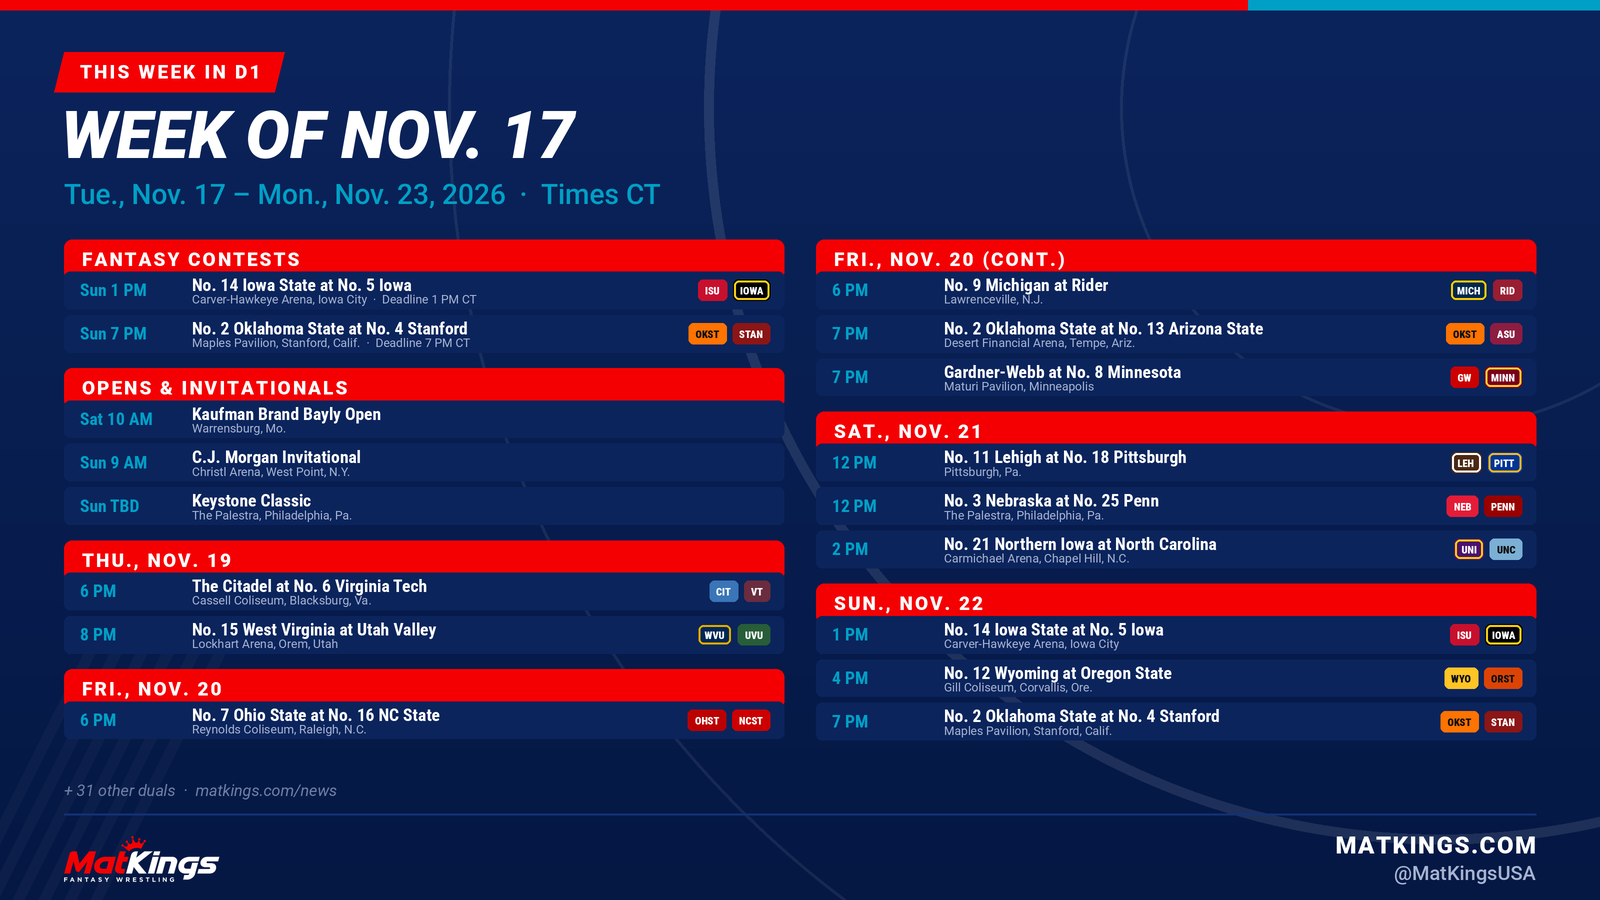 THIS WEEK IN D1
WEEK OF NOV. 17
Tue., Nov. 17 – Mon., Nov. 23, 2026 · Times CT
FANTASY CONTESTS
Sun 1 PM
No. 14 Iowa State at No. 5 Iowa
Carver-Hawkeye Arena, Iowa City · Deadline 1 PM CT
ISU IOWA
Sun 7 PM
No. 2 Oklahoma State at No. 4 Stanford
Maples Pavilion, Stanford, Calif. · Deadline 7 PM CT
OKST STAN
OPENS & INVITATIONALS
Sat 10 AM
Kaufman Brand Bayly Open
Warrensburg, Mo.
Sun 9 AM
C.J. Morgan Invitational
Christl Arena, West Point, N.Y.
Sun TBD
Keystone Classic
The Palestra, Philadelphia, Pa.
THU., NOV. 19
6 PM
The Citadel at No. 6 Virginia Tech
Cassell Coliseum, Blacksburg, Va.
CIT VT
8 PM
No. 15 West Virginia at Utah Valley
Lockhart Arena, Orem, Utah
WVU UVU
FRI., NOV. 20
6 PM
No. 7 Ohio State at No. 16 NC State
Reynolds Coliseum, Raleigh, N.C.
OHST NCST
FRI., NOV. 20 (CONT.)
6 PM
No. 9 Michigan at Rider
Lawrenceville, N.J.
MICH RID
7 PM
No. 2 Oklahoma State at No. 13 Arizona State
Desert Financial Arena, Tempe, Ariz.
OKST ASU
7 PM
Gardner-Webb at No. 8 Minnesota
Maturi Pavilion, Minneapolis
GW MINN
SAT., NOV. 21
12 PM
No. 11 Lehigh at No. 18 Pittsburgh
Pittsburgh, Pa.
LEH PITT
12 PM
No. 3 Nebraska at No. 25 Penn
The Palestra, Philadelphia, Pa.
NEB PENN
2 PM
No. 21 Northern Iowa at North Carolina
Carmichael Arena, Chapel Hill, N.C.
UNI UNC
SUN., NOV. 22
1 PM
No. 14 Iowa State at No. 5 Iowa
Carver-Hawkeye Arena, Iowa City
ISU IOWA
4 PM
No. 12 Wyoming at Oregon State
Gill Coliseum, Corvallis, Ore.
WYO ORST
7 PM
No. 2 Oklahoma State at No. 4 Stanford
Maples Pavilion, Stanford, Calif.
OKST STAN
+ 31 other duals · matkings.com/news
MatKings
FANTASY WRESTLING
MATKINGS.COM
@MatKingsUSA